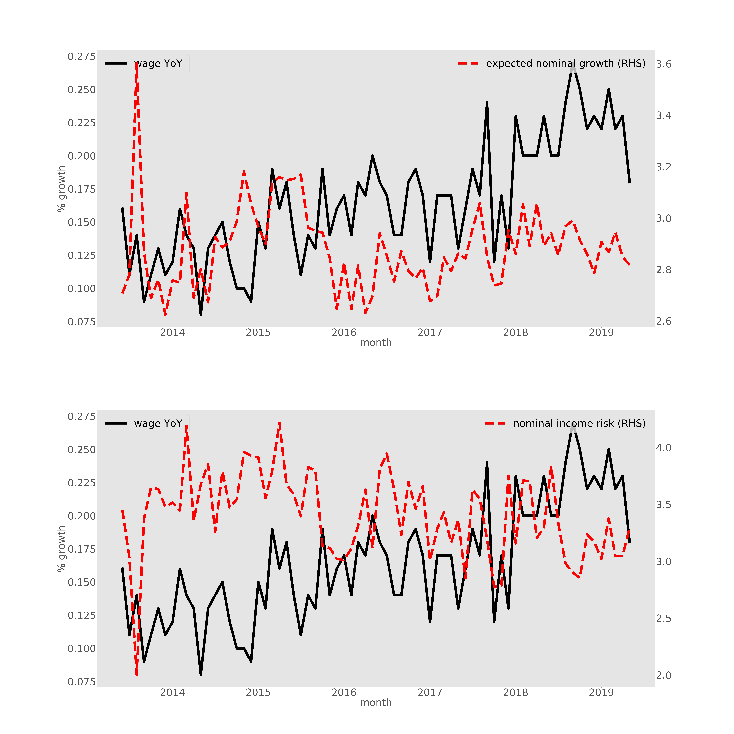 wage YoY
expected nominal growth (RHS)
0.275
0.250
0.225
0.200
0.175
0.150
0.125
0.100
0.075
% growth
3.6
3.4
3.2
3.0
2.8
2.6
2014 2015 2016 2017 2018 2019
month
wage YoY
nominal income risk (RHS)
0.275
0.250
0.225
0.200
0.175
0.150
0.125
0.100
0.075
% growth
4.0
3.5
3.0
2.5
2.0
2014 2015 2016 2017 2018 2019
month